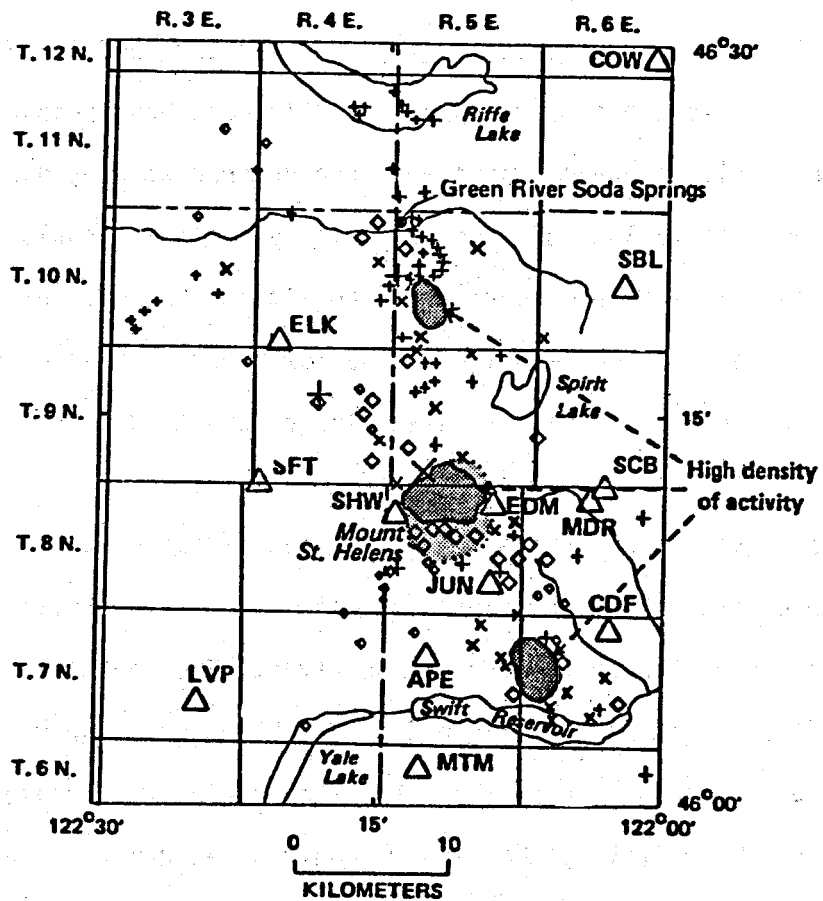 R. 3 E. R. 4 E. R. 5 E. R. 6 E.
T. 12 N.
COW
46°30'
T. 11 N.
Riffe
Lake
Green River Soda Springs
T. 10 N.
SBL
ELK
T. 9 N.
Spirit
Lake
15'
SFT
SCB
High density
of activity
SHW
EDM
MDR
Mount
St. Helens
T. 8 N.
JUN
CDF
T. 7 N.
LVP
APE
Swift
Reservoir
T. 6 N.
Yale
Lake
MTM
46°00'
122°30'
15'
122°00'
0 10
KILOMETERS